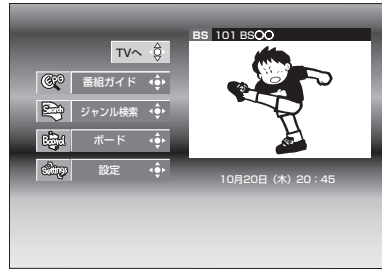 BS 101 BS〇〇
TVへ
EPG 番組ガイド
Search ジャンル検索
Board ボード
Settings 設定
10月20日（木）20：45